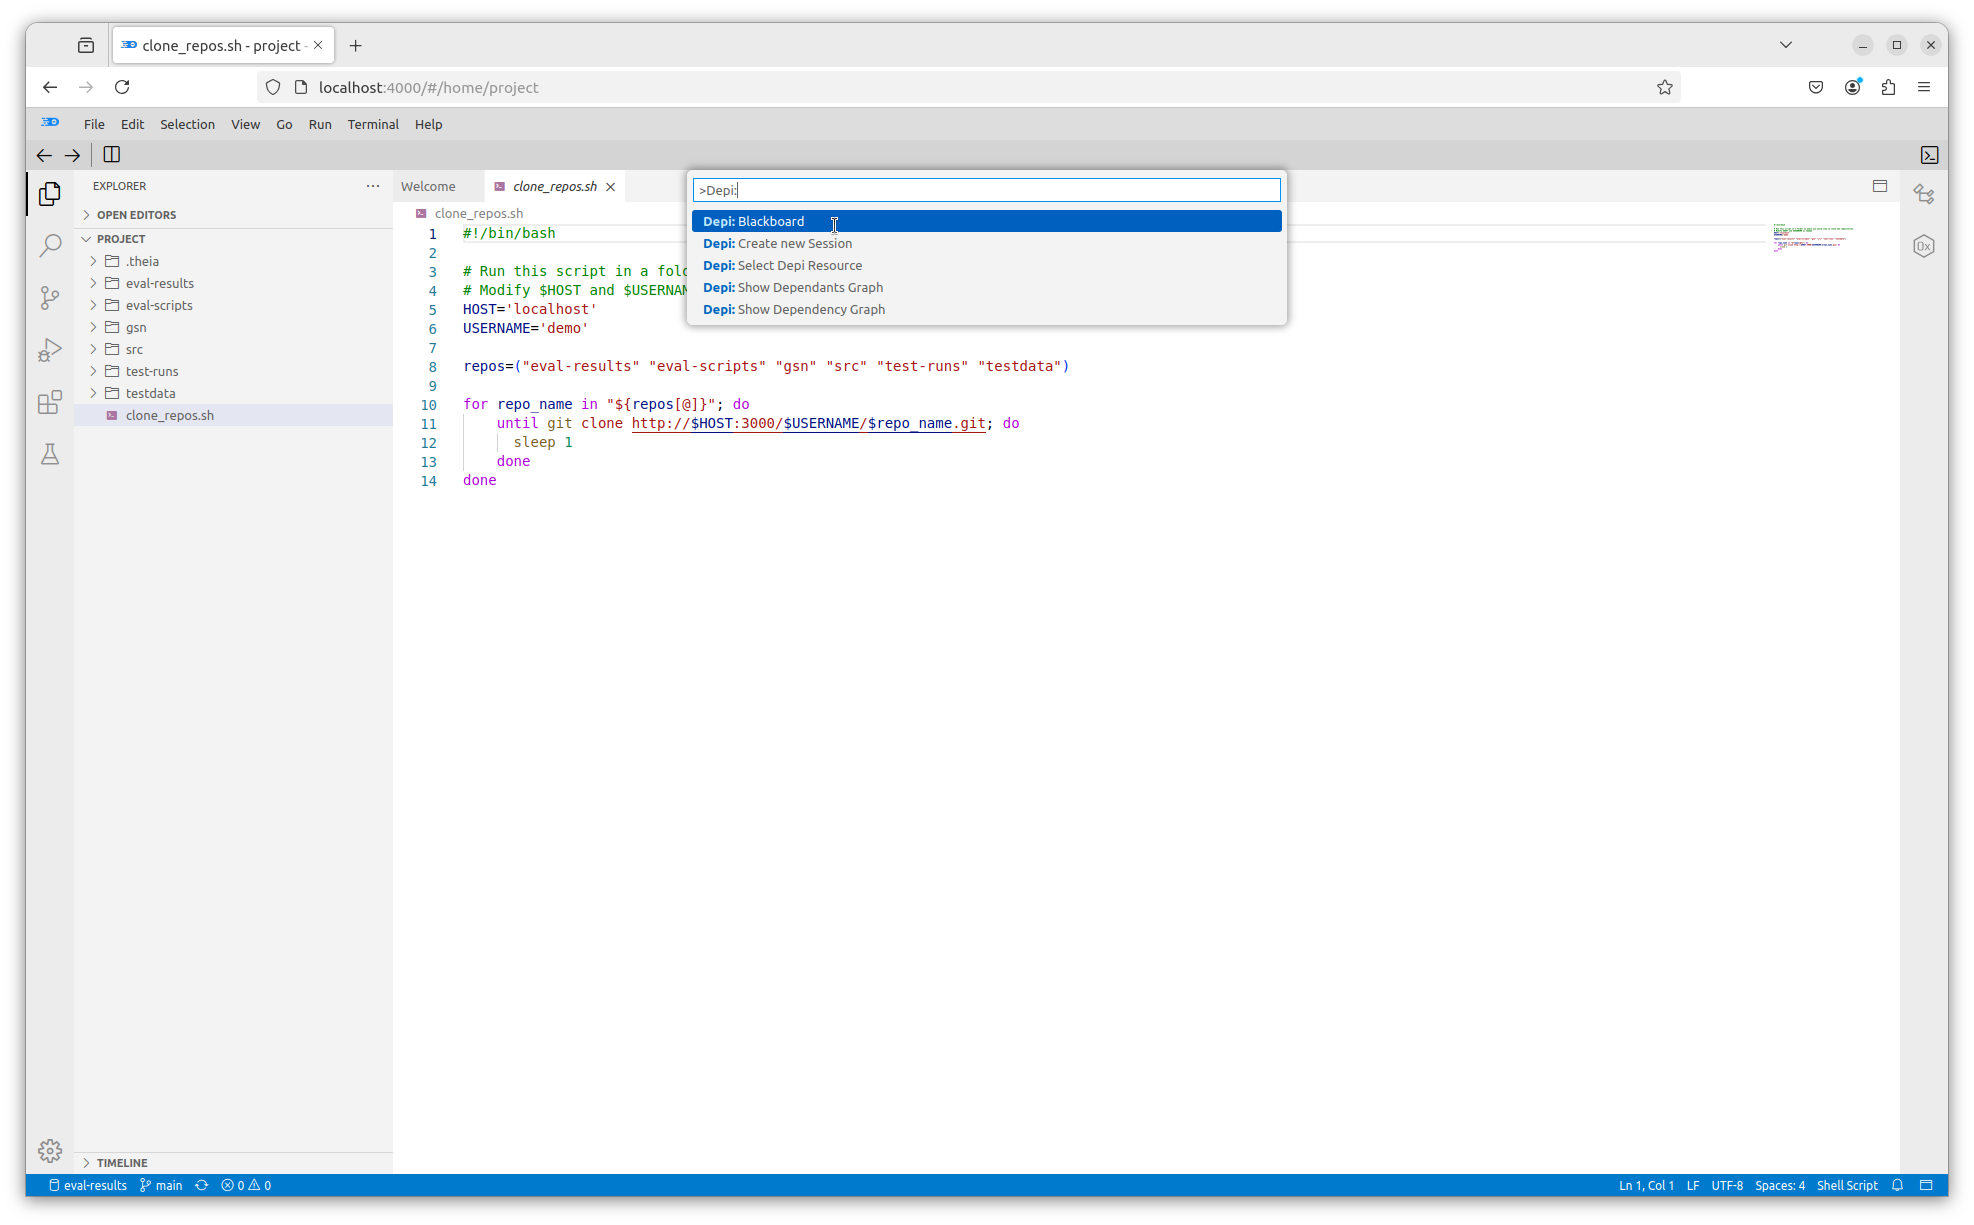 clone_repos.sh - project -
localhost:4000/#/home/project
File Edit Selection View Go Run Terminal Help
EXPLORER
OPEN EDITORS
PROJECT
.theia
eval-results
eval-scripts
gsn
src
test-runs
testdata
clone_repos.sh
TIMELINE
Welcome clone_repos.sh
>Depi:
Depi: Blackboard
Depi: Create new Session
Depi: Select Depi Resource
Depi: Show Dependants Graph
Depi: Show Dependency Graph
clone_repos.sh
1 #!/bin/bash
2
3 # Run this script in a fold
4 # Modify $HOST and $USERNAM
5 HOST='localhost'
6 USERNAME='demo'
7
8 repos=("eval-results" "eval-scripts" "gsn" "src" "test-runs" "testdata")
9
10 for repo_name in "${repos[@]}"; do
11 until git clone http://$HOST:3000/$USERNAME/$repo_name.git; do
12 sleep 1
13 done
14 done
0x
eval-results main 0 0 Ln 1, Col 1 LF UTF-8 Spaces: 4 Shell Script